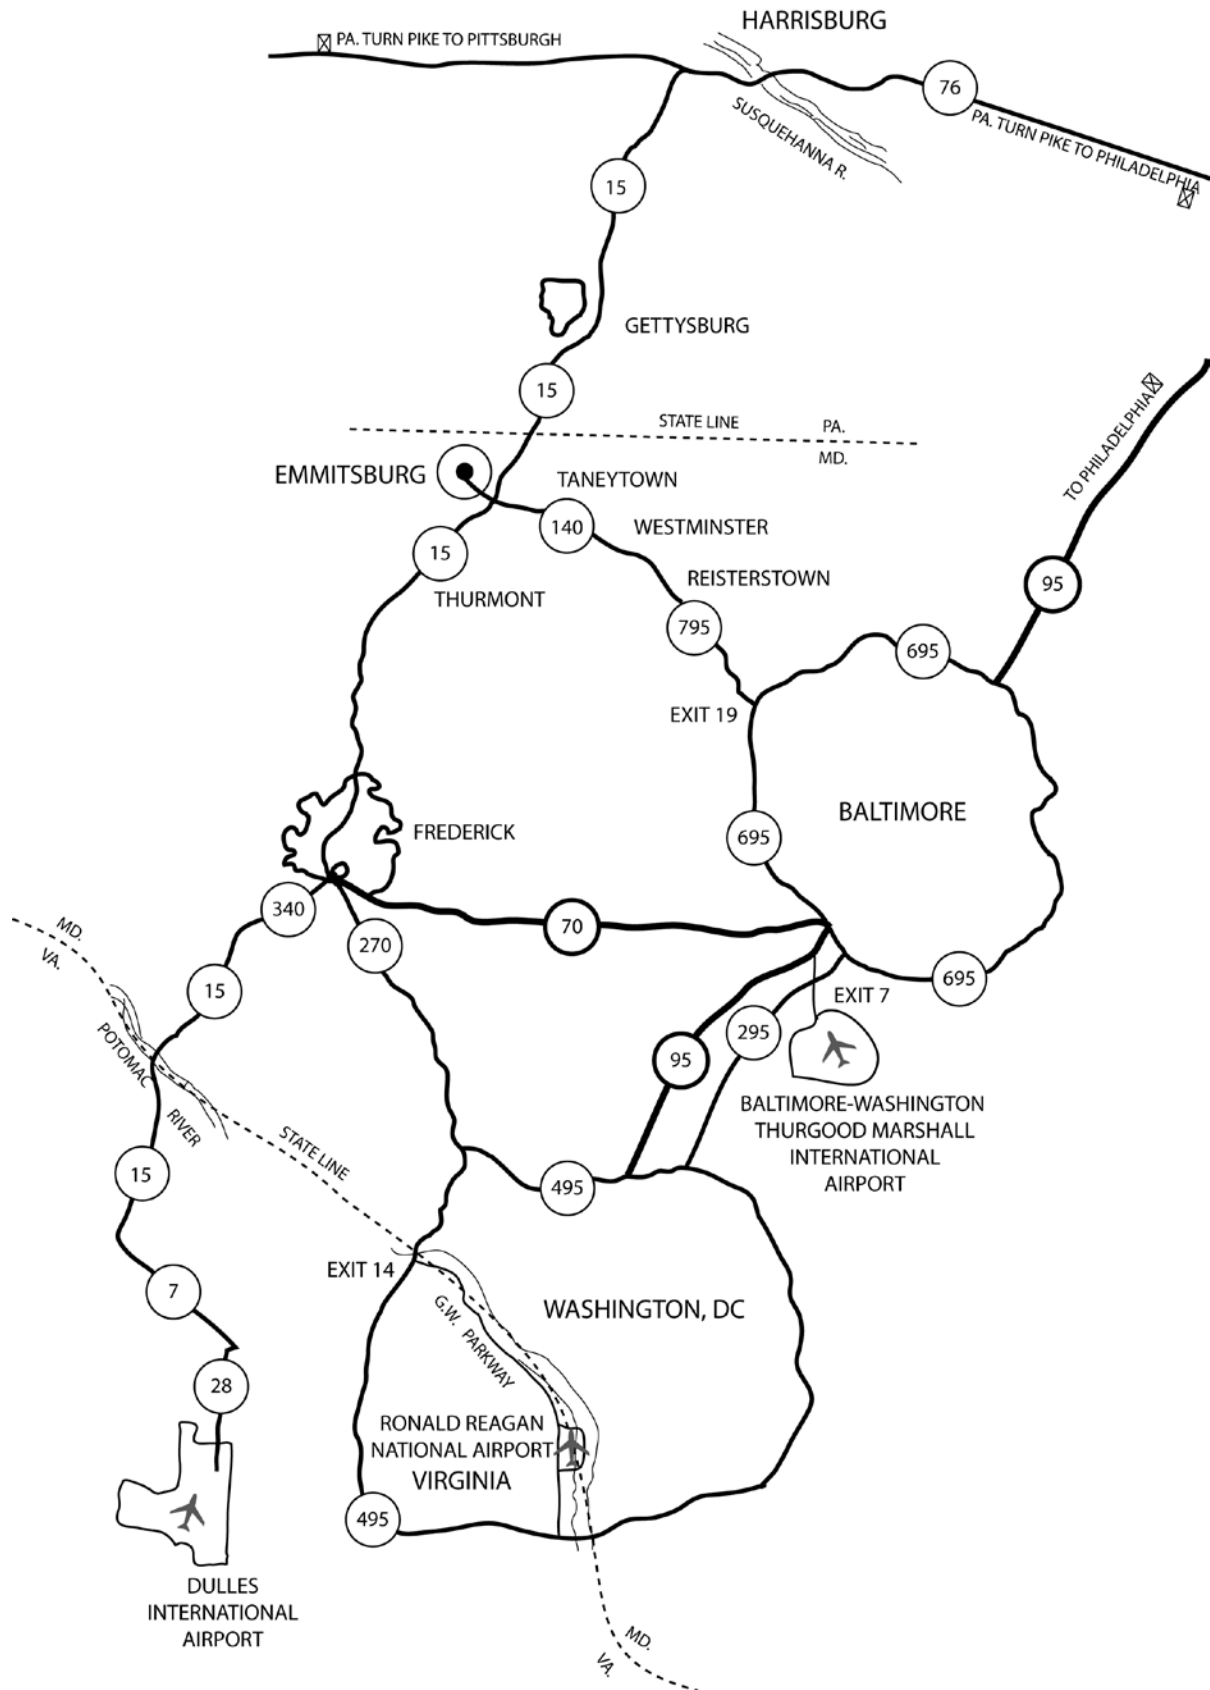 HARRISBURG
PA. TURN PIKE TO PITTSBURGH
76
SUSQUEHANNA R.
PA. TURN PIKE TO PHILADELPHIA
15
GETTYSBURG
15
STATE LINE
PA.
MD.
TO PHILADELPHIA
EMMITSBURG
TANEYTOWN
140
WESTMINSTER
15
REISTERSTOWN
95
THURMONT
795
695
EXIT 19
BALTIMORE
FREDERICK
695
340
70
MD.
VA.
270
15
EXIT 7
695
295
95
POTOMAC
RIVER
BALTIMORE-WASHINGTON
THURGOOD MARSHALL
INTERNATIONAL
AIRPORT
STATE LINE
15
495
EXIT 14
7
G.W. PARKWAY
WASHINGTON, DC
28
RONALD REAGAN
NATIONAL AIRPORT
VIRGINIA
495
DULLES
INTERNATIONAL
AIRPORT
MD.
VA.